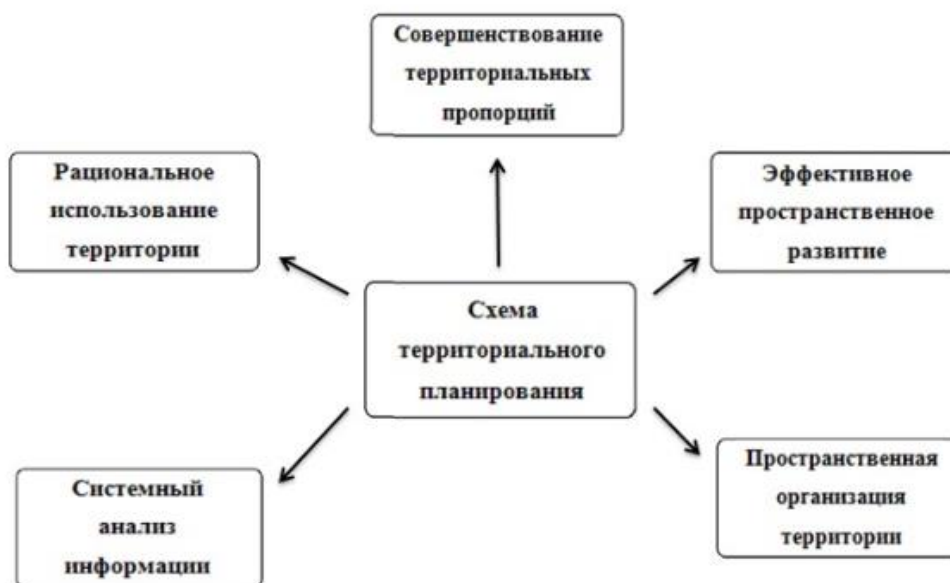 Совершенствование
территориальных
пропорций
Рациональное
использование
территории
Эффективное
пространственное
развитие
Схема
территориального
планирования
Системный
анализ
информации
Пространственная
организация
территории